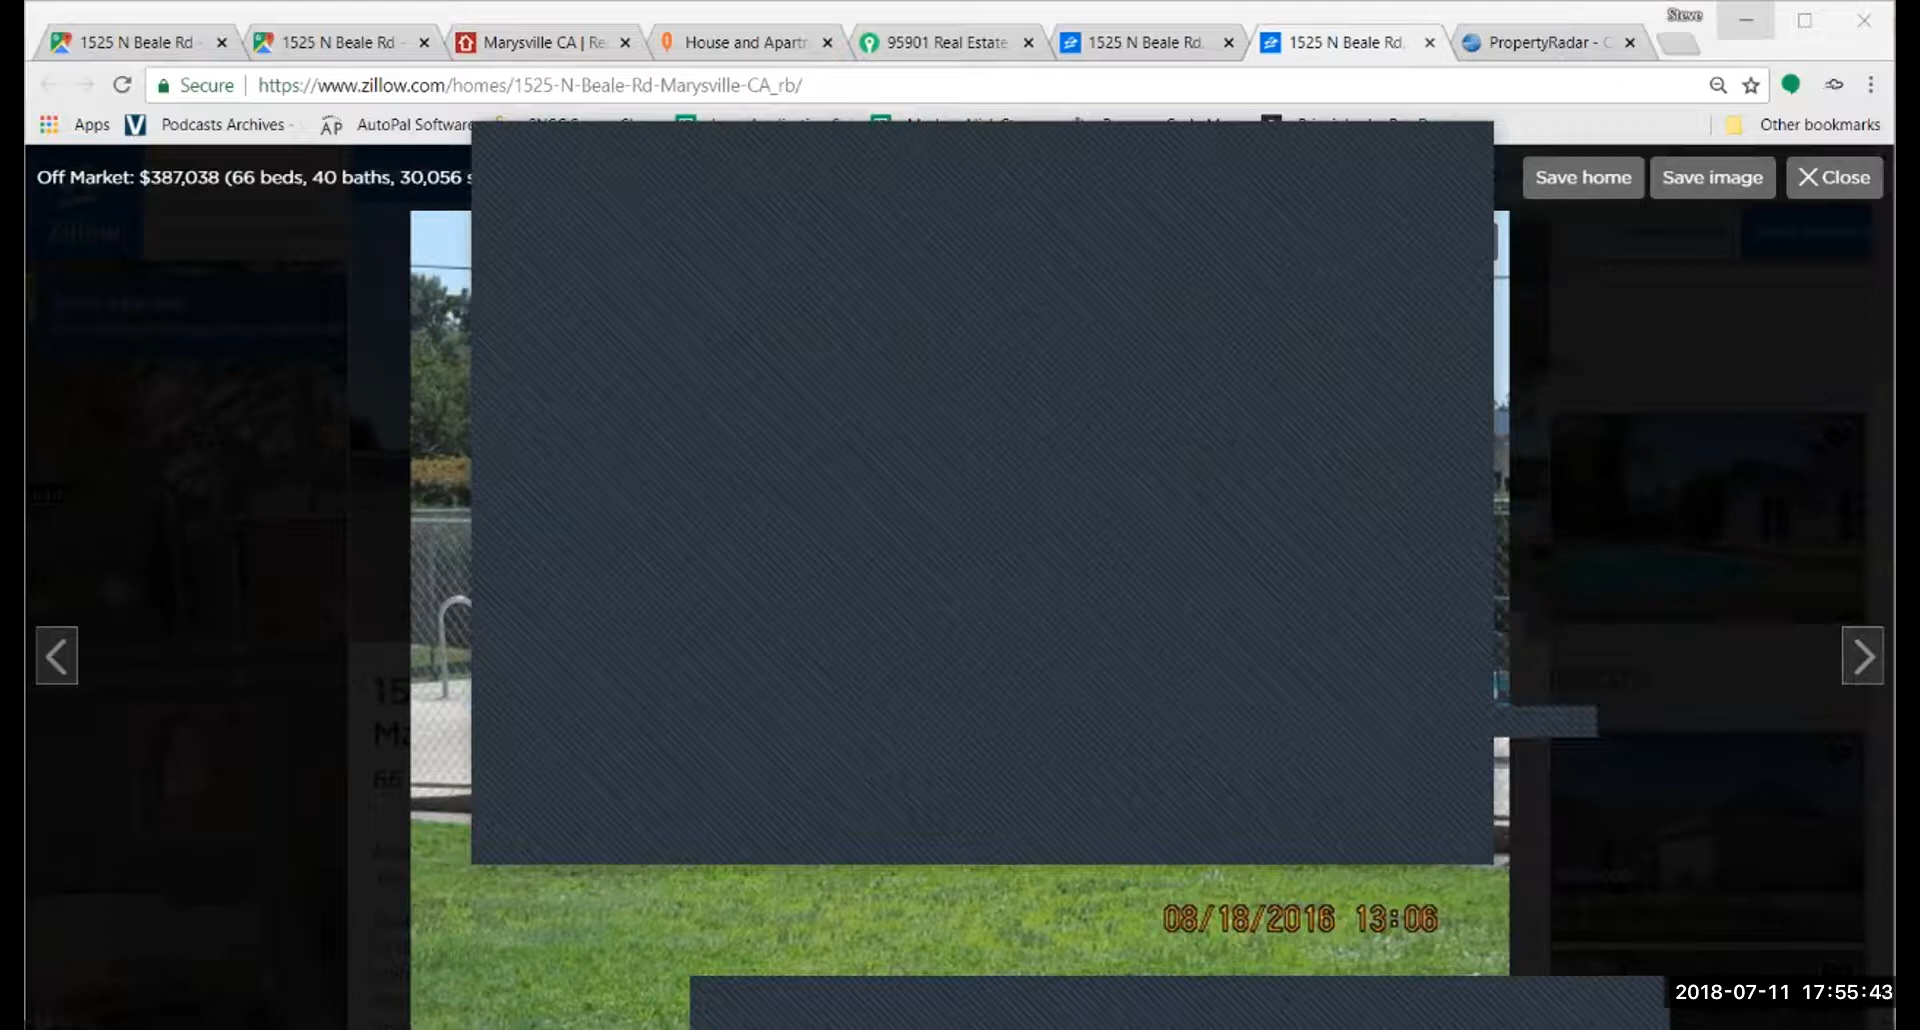 Steve
1525 N Beale Rd
1525 N Beale Rd
Marysville CA | Re
House and Apartr
95901 Real Estate
1525 N Beale Rd,
1525 N Beale Rd,
PropertyRadar - C
Secure
https://www.zillow.com/homes/1525-N-Beale-Rd-Marysville-CA_rb/
Apps
Podcasts Archives -
AP
AutoPal Software
Other bookmarks
Off Market: $387,038 (66 beds, 40 baths, 30,056 s
Save home
Save image
Close
Zillow
08/18/2016 13:06
2018-07-11 17:55:43